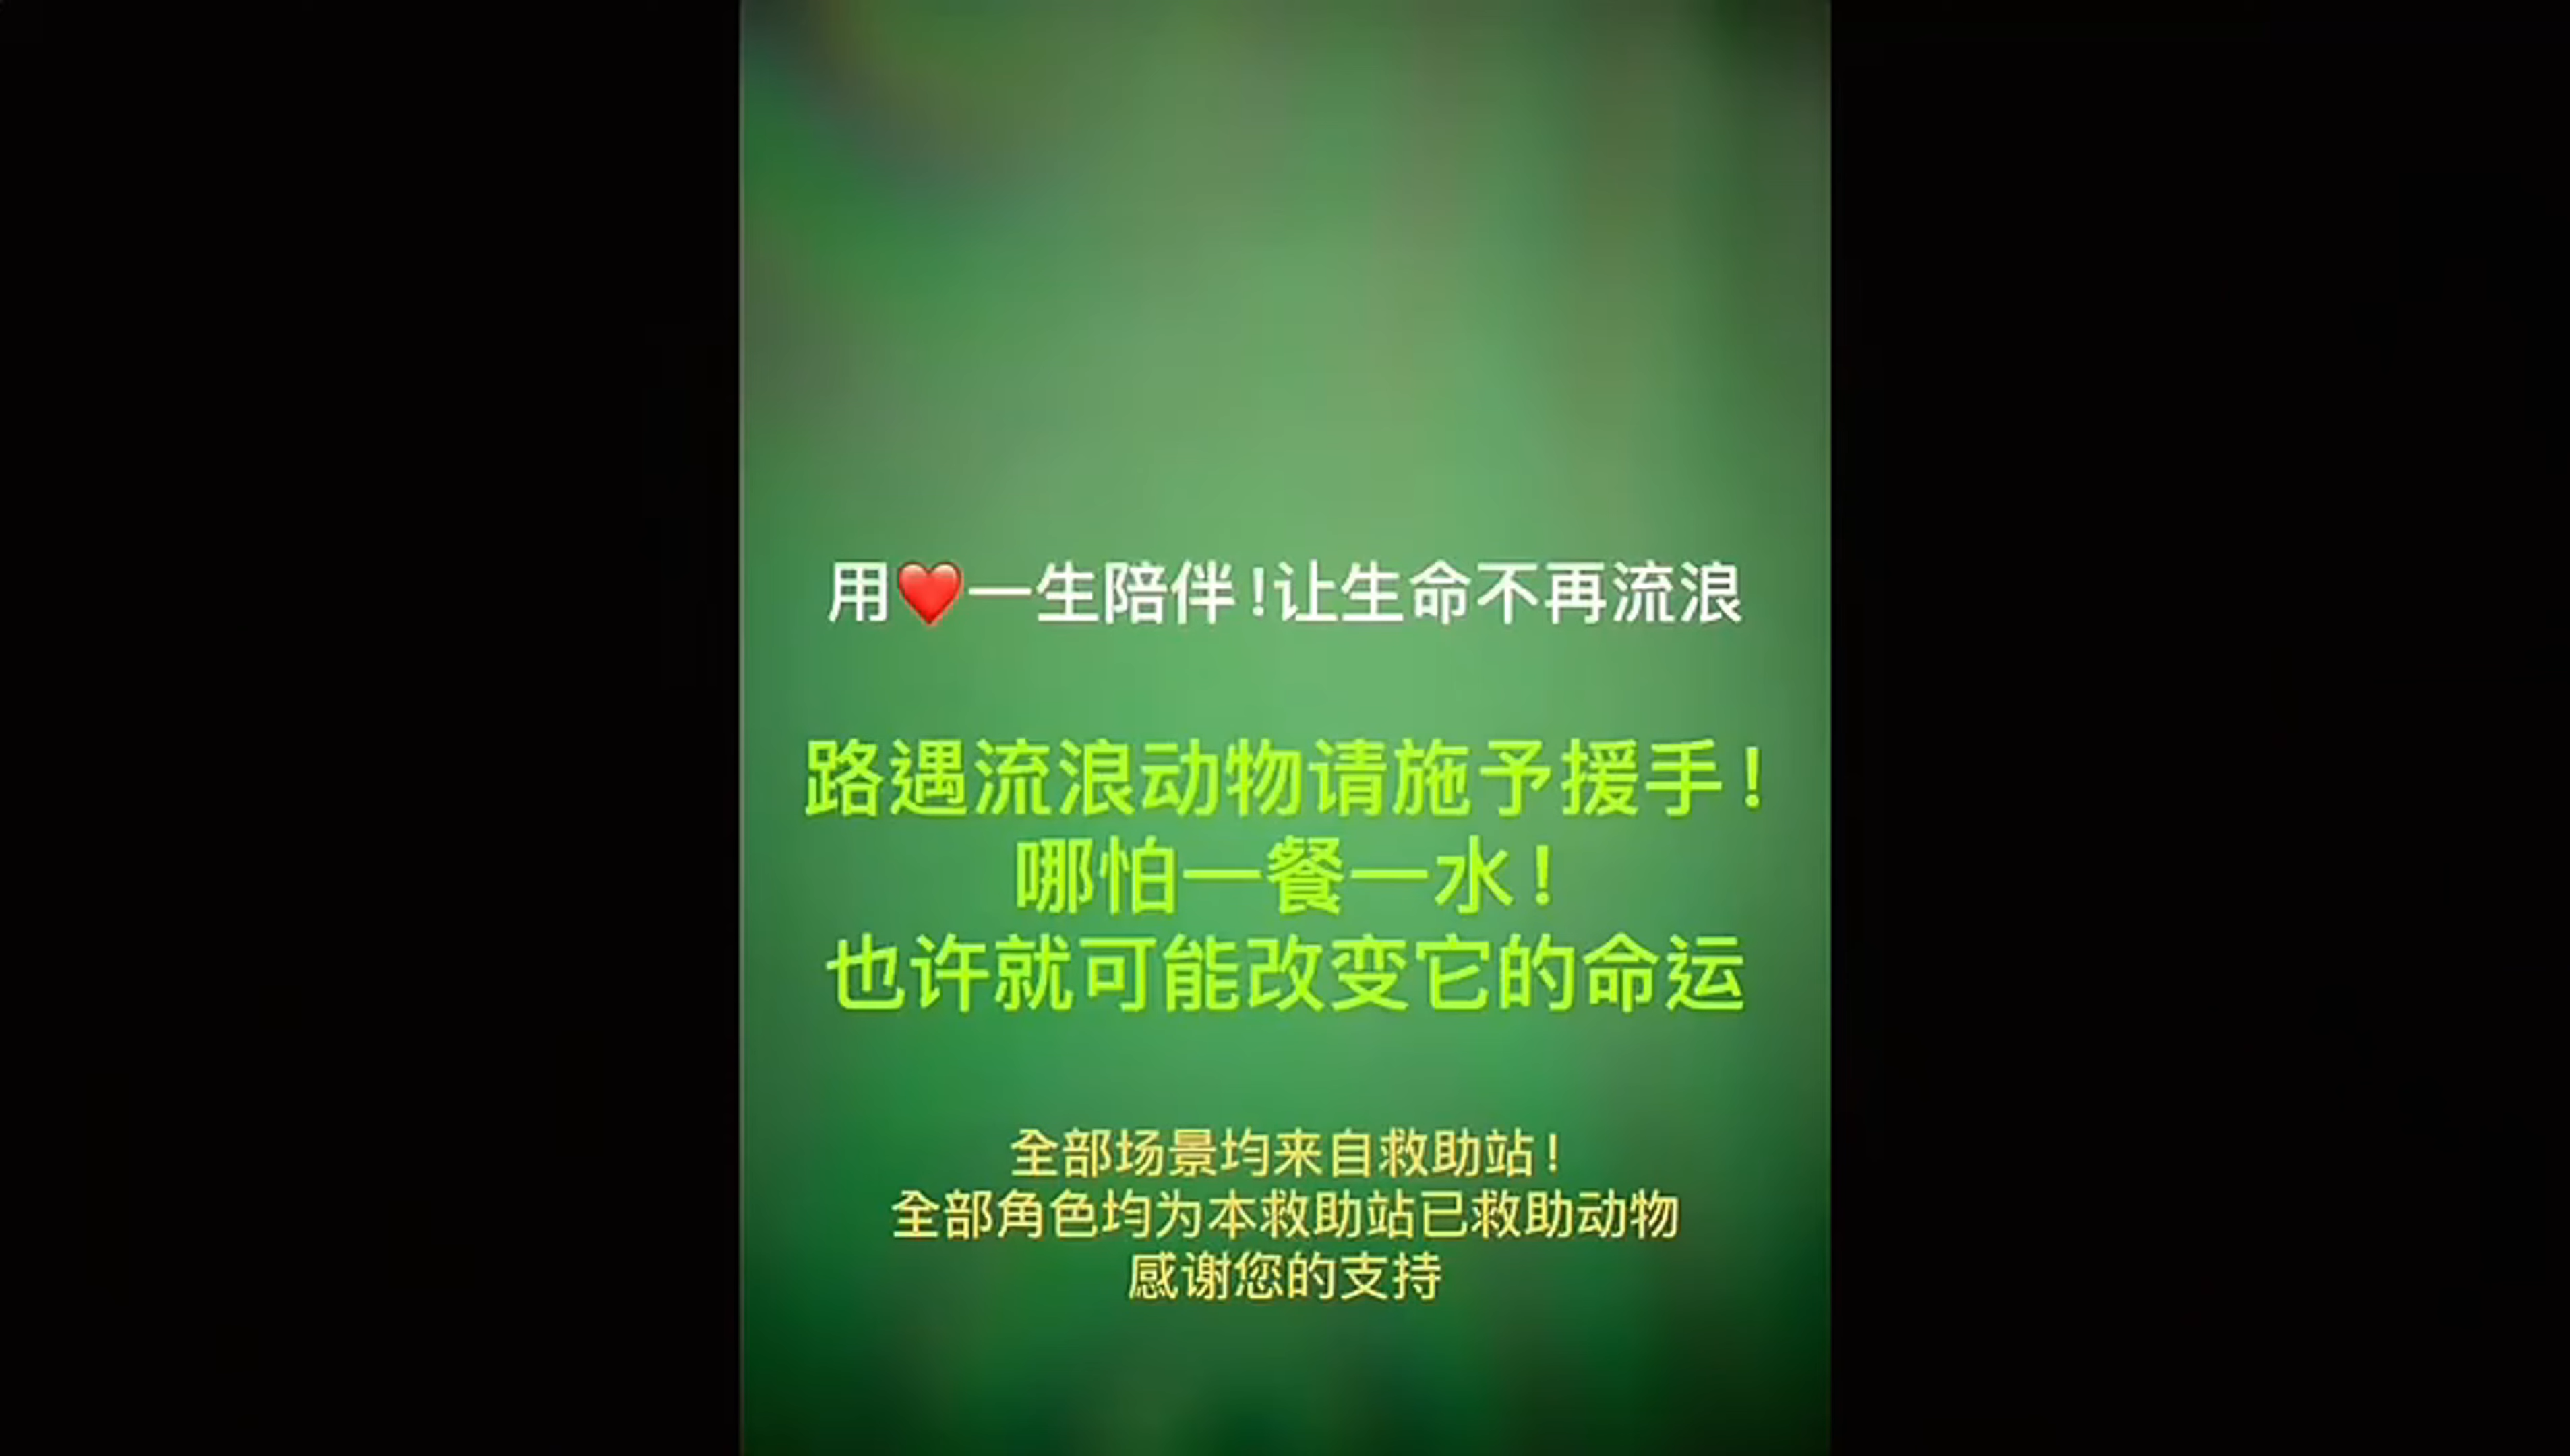 用❤️一生陪伴!让生命不再流浪
路遇流浪动物请施予援手!
哪怕一餐一水!
也许就可能改变它的命运
全部场景均来自救助站!
全部角色均为本救助站已救助动物
感谢您的支持